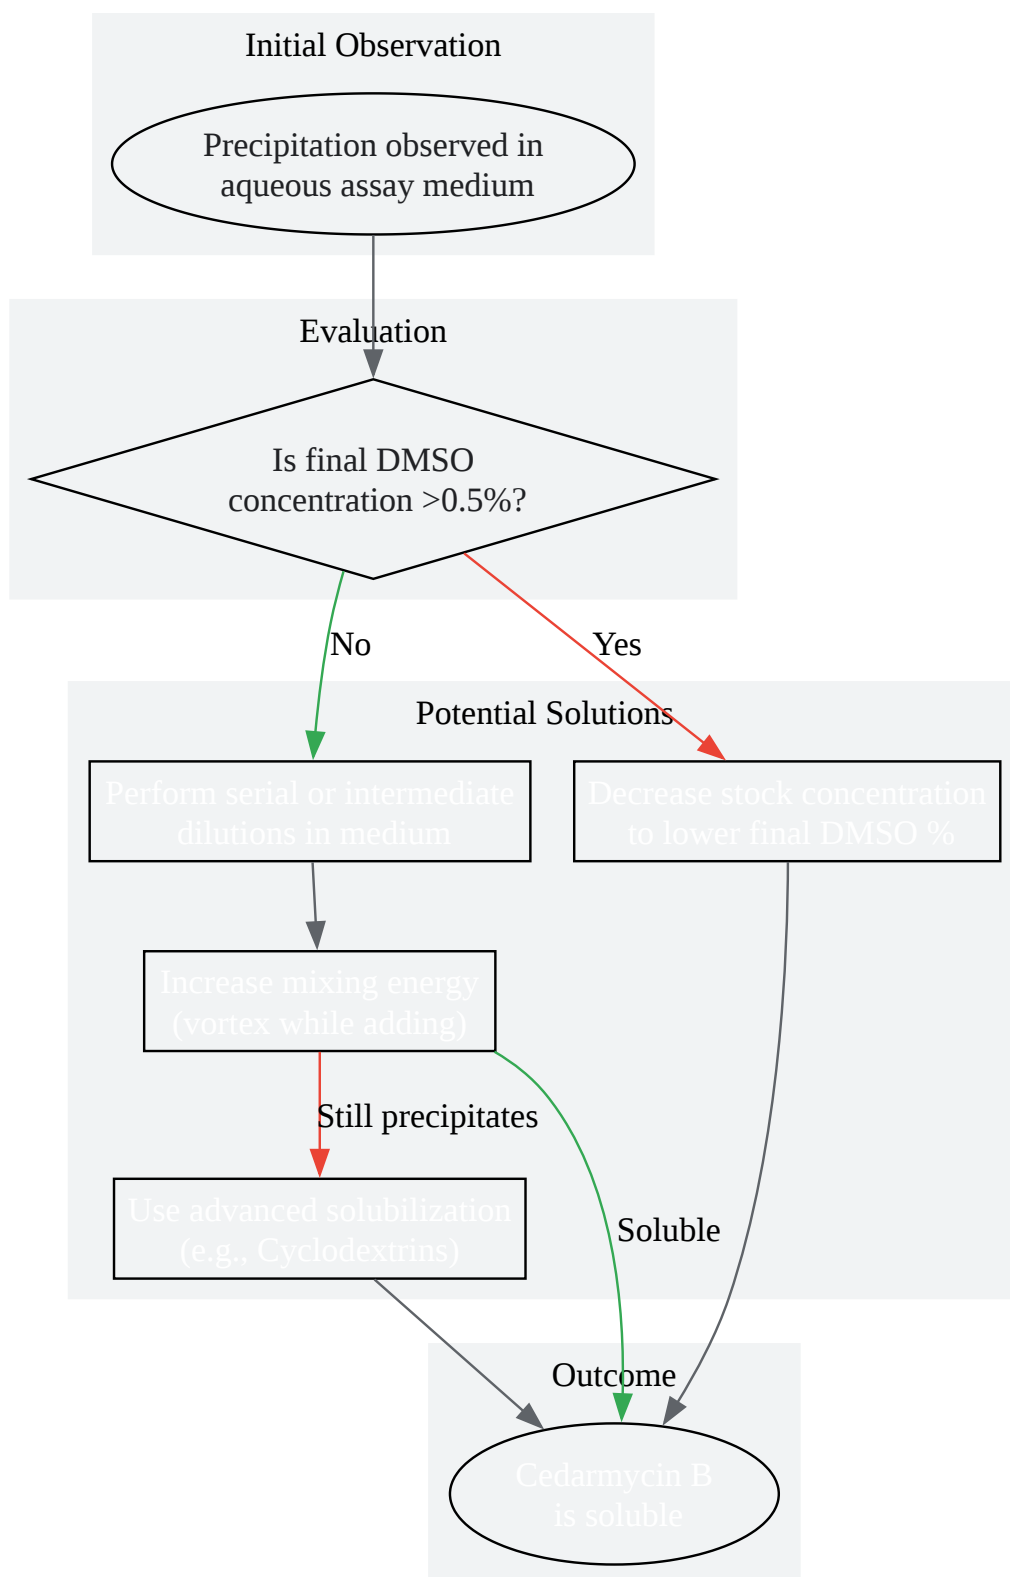 Initial Observation
Precipitation observed in
aqueous assay medium
Evaluation
Is final DMSO
concentration >0.5%?
No
Yes
Potential Solutions
Perform serial or intermediate
dilutions in medium
Decrease stock concentration
to lower final DMSO %
Increase mixing energy
(vortex while adding)
Still precipitates
Use advanced solubilization
(e.g., Cyclodextrins)
Soluble
Outcome
Cedarmycin B
is soluble